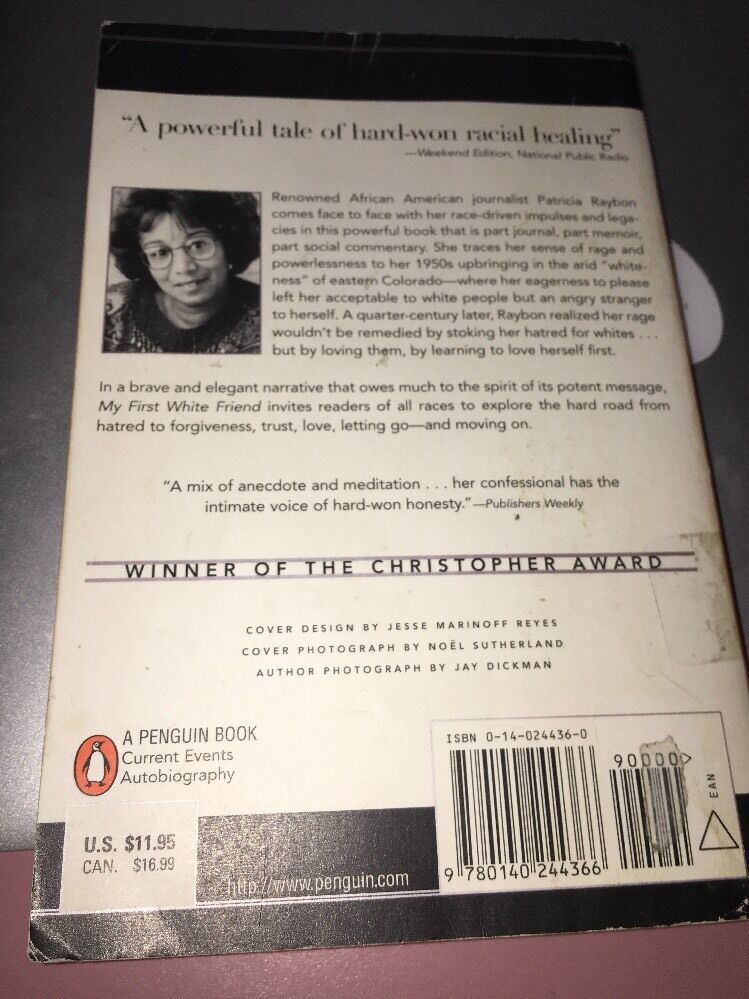 “A powerful tale of hard-won racial healing”
—Weekend Edition, National Public Radio
Renowned African American journalist Patricia Raybon
comes face to face with her race-driven impulses and lega-
cies in this powerful book that is part journal, part memoir,
part social commentary. She traces her sense of rage and
powerlessness to her 1950s upbringing in the arid “white-
ness” of eastern Colorado—where her eagerness to please
left her acceptable to white people but an angry stranger
to herself. A quarter-century later, Raybon realized her rage
wouldn’t be remedied by stoking her hatred for whites . . .
but by loving them, by learning to love herself first.
In a brave and elegant narrative that owes much to the spirit of its potent message,
My First White Friend invites readers of all races to explore the hard road from
hatred to forgiveness, trust, love, letting go—and moving on.
“A mix of anecdote and meditation . . . her confessional has the
intimate voice of hard-won honesty.”—Publishers Weekly
WINNER OF THE CHRISTOPHER AWARD
COVER DESIGN BY JESSE MARINOFF REYES
COVER PHOTOGRAPH BY NOËL SUTHERLAND
AUTHOR PHOTOGRAPH BY JAY DICKMAN
A PENGUIN BOOK
Current Events
Autobiography
U.S. $11.95
CAN. $16.99
http://www.penguin.com
ISBN 0-14-024436-0
90000>
EAN
9 780140 244366